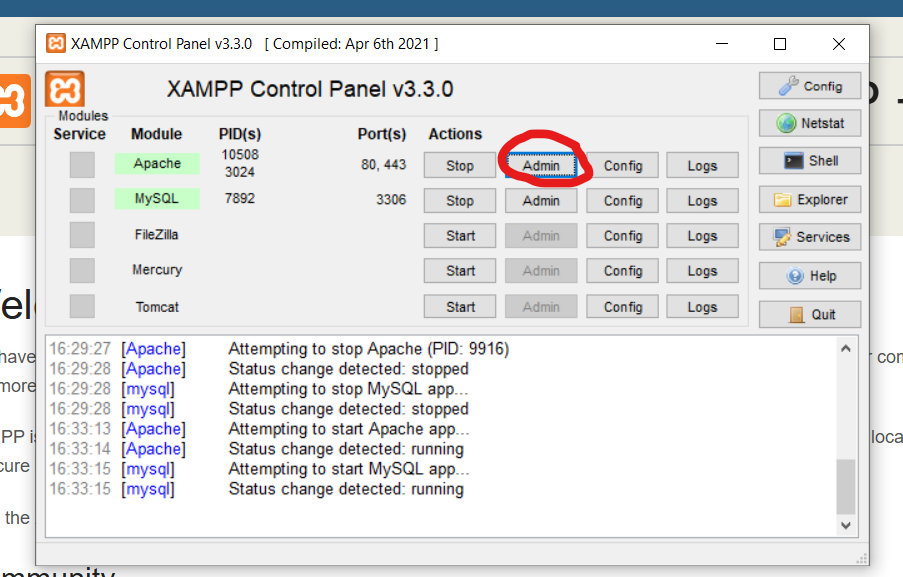 XAMPP Control Panel v3.3.0 [ Compiled: Apr 6th 2021 ]
XAMPP Control Panel v3.3.0
Config
Modules
Service Module PID(s) Port(s) Actions
Netstat
Apache 10508 3024 80, 443 Stop Admin Config Logs
Shell
MySQL 7892 3306 Stop Admin Config Logs
Explorer
FileZilla Start Admin Config Logs
Services
Mercury Start Admin Config Logs
Help
Tomcat Start Admin Config Logs
Quit
16:29:27 [Apache] Attempting to stop Apache (PID: 9916)
16:29:28 [Apache] Status change detected: stopped
16:29:28 [mysql] Attempting to stop MySQL app...
16:29:28 [mysql] Status change detected: stopped
16:33:13 [Apache] Attempting to start Apache app...
16:33:14 [Apache] Status change detected: running
16:33:15 [mysql] Attempting to start MySQL app...
16:33:15 [mysql] Status change detected: running
have
more
the